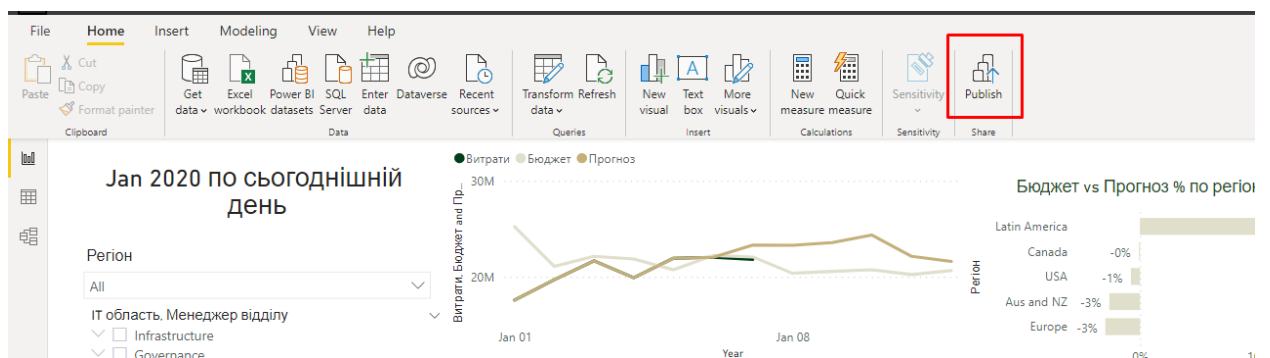 File Home Insert Modeling View Help
Paste
Cut
Copy
Format painter
Clipboard
Get data
Excel workbook
Power BI datasets
SQL Server
Enter data
Dataverse
Recent sources
Data
Transform data
Refresh
Queries
New visual
Text box
More visuals
Insert
New measure
Quick measure
Calculations
Sensitivity
Sensitivity
Publish
Share
Jan 2020 по сьогоднішній
день
Регіон
All
ІТ область, Менеджер відділу
Infrastructure
Governance
Витрати Бюджет Прогноз
Витрати, Бюджет and Пр...
30M
20M
Jan 01 Jan 08
Year
Бюджет vs Прогноз % по регіон
Регіон
Latin America
Canada -0%
USA -1%
Aus and NZ -3%
Europe -3%
0%